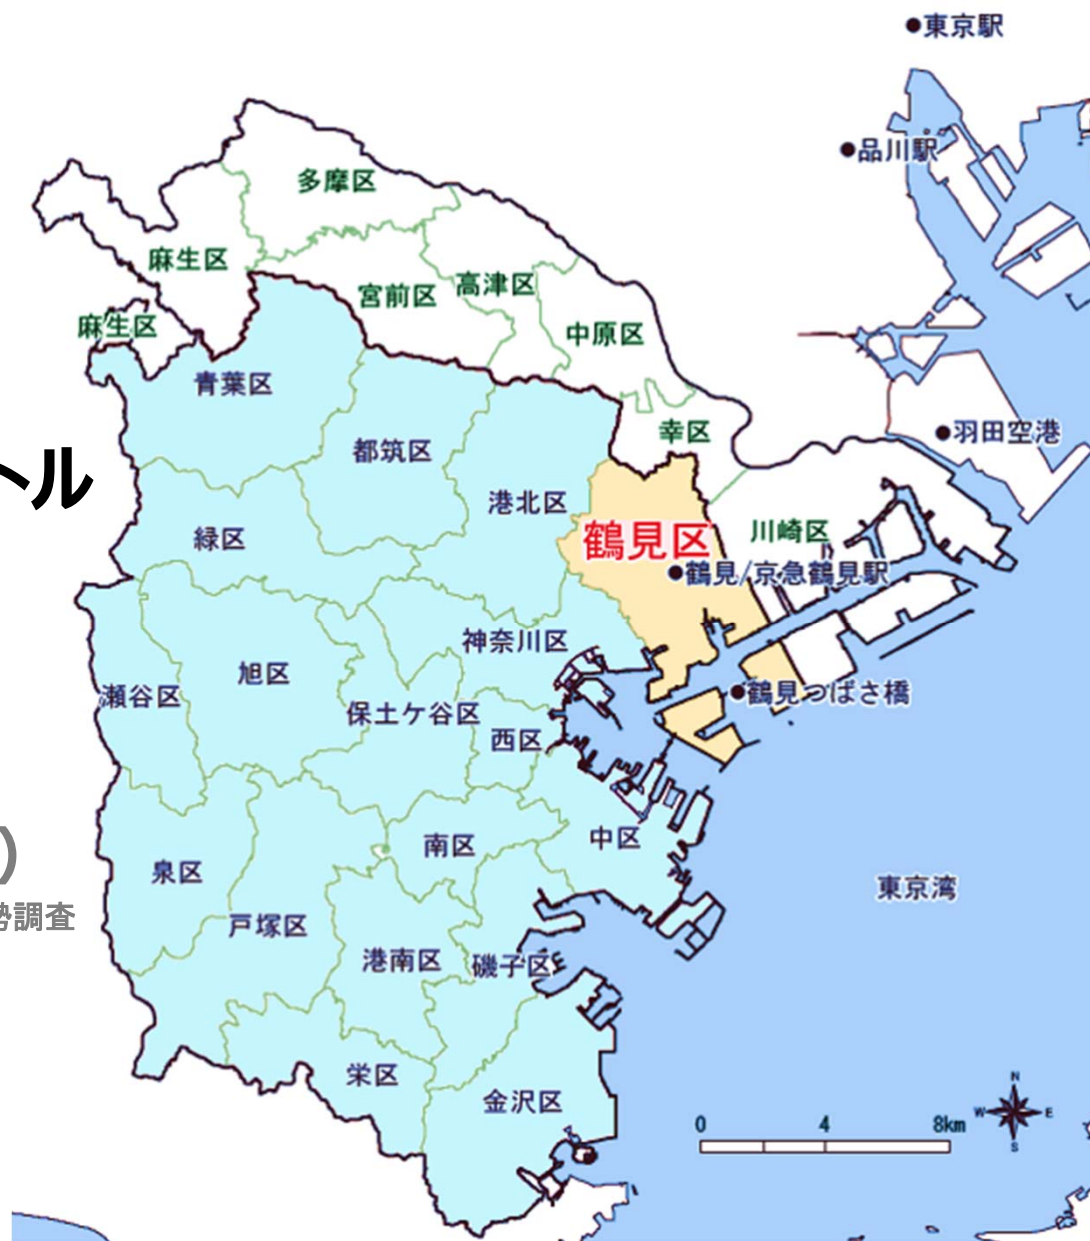 東京駅
品川駅
多摩区
麻生区
宮前区
高津区
麻生区
中原区
青葉区
幸区
羽田空港
都筑区
トル
港北区
緑区
鶴見区
川崎区
鶴見/京急鶴見駅
神奈川区
旭区
瀬谷区
鶴見つばさ橋
保土ケ谷区
西区
中区
南区
)
泉区
東京湾
勢調査
戸塚区
港南区
磯子区
栄区
金沢区
N
W E
S
0 4 8km